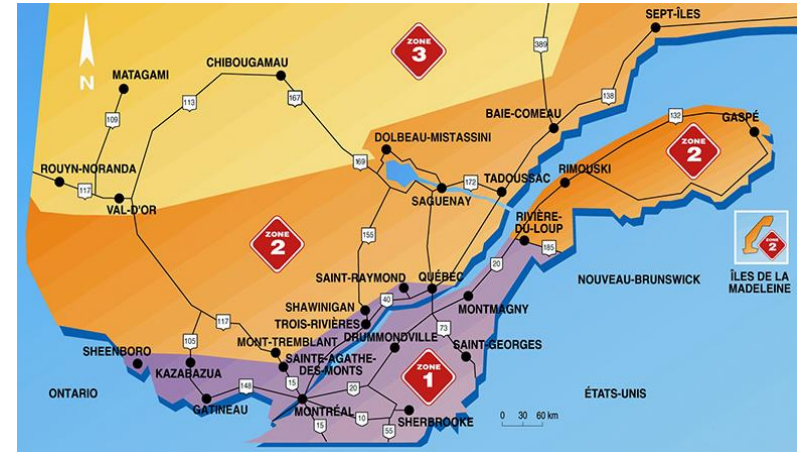 SEPT-ÎLES
389
ZONE
3
CHIBOUGAMAU
MATAGAMI
N
167
138
113
109
BAIE-COMEAU
132
GASPÉ
DOLBEAU-MISTASSINI
ZONE
2
169
ROUYN-NORANDA
117
172
TADOUSSAC
RIMOUSKI
SAGUENAY
VAL-D'OR
RIVIÈRE-
DU-LOUP
ZONE
2
155
185
ZONE
2
20
SAINT-RAYMOND
QUÉBEC
NOUVEAU-BRUNSWICK
ÎLES DE LA
MADELEINE
40
SHAWINIGAN
MONTMAGNY
117
TROIS-RIVIÈRES
73
105
MONT-TREMBLANT
DRUMMONDVILLE
SHEENBORO
SAINTE-AGATHE-
DES-MONTS
SAINT-GEORGES
KAZABAZUA
ZONE
1
15
148
20
ONTARIO
ÉTATS-UNIS
GATINEAU
MONTRÉAL
10
SHERBROOKE
0 30 60 km
15
55